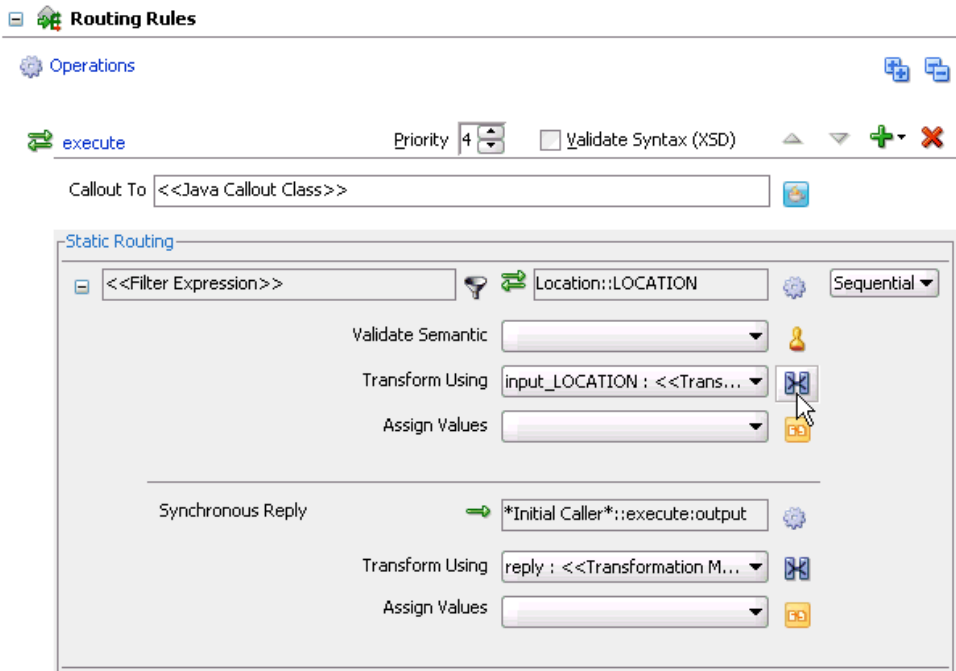 Routing Rules
Operations
execute Priority 4 Validate Syntax (XSD)
Callout To <<Java Callout Class>>
Static Routing
<<Filter Expression>> Location::LOCATION Sequential
Validate Semantic
Transform Using input_LOCATION : <<Trans...
Assign Values
Synchronous Reply *Initial Caller*::execute:output
Transform Using reply : <<Transformation M...
Assign Values